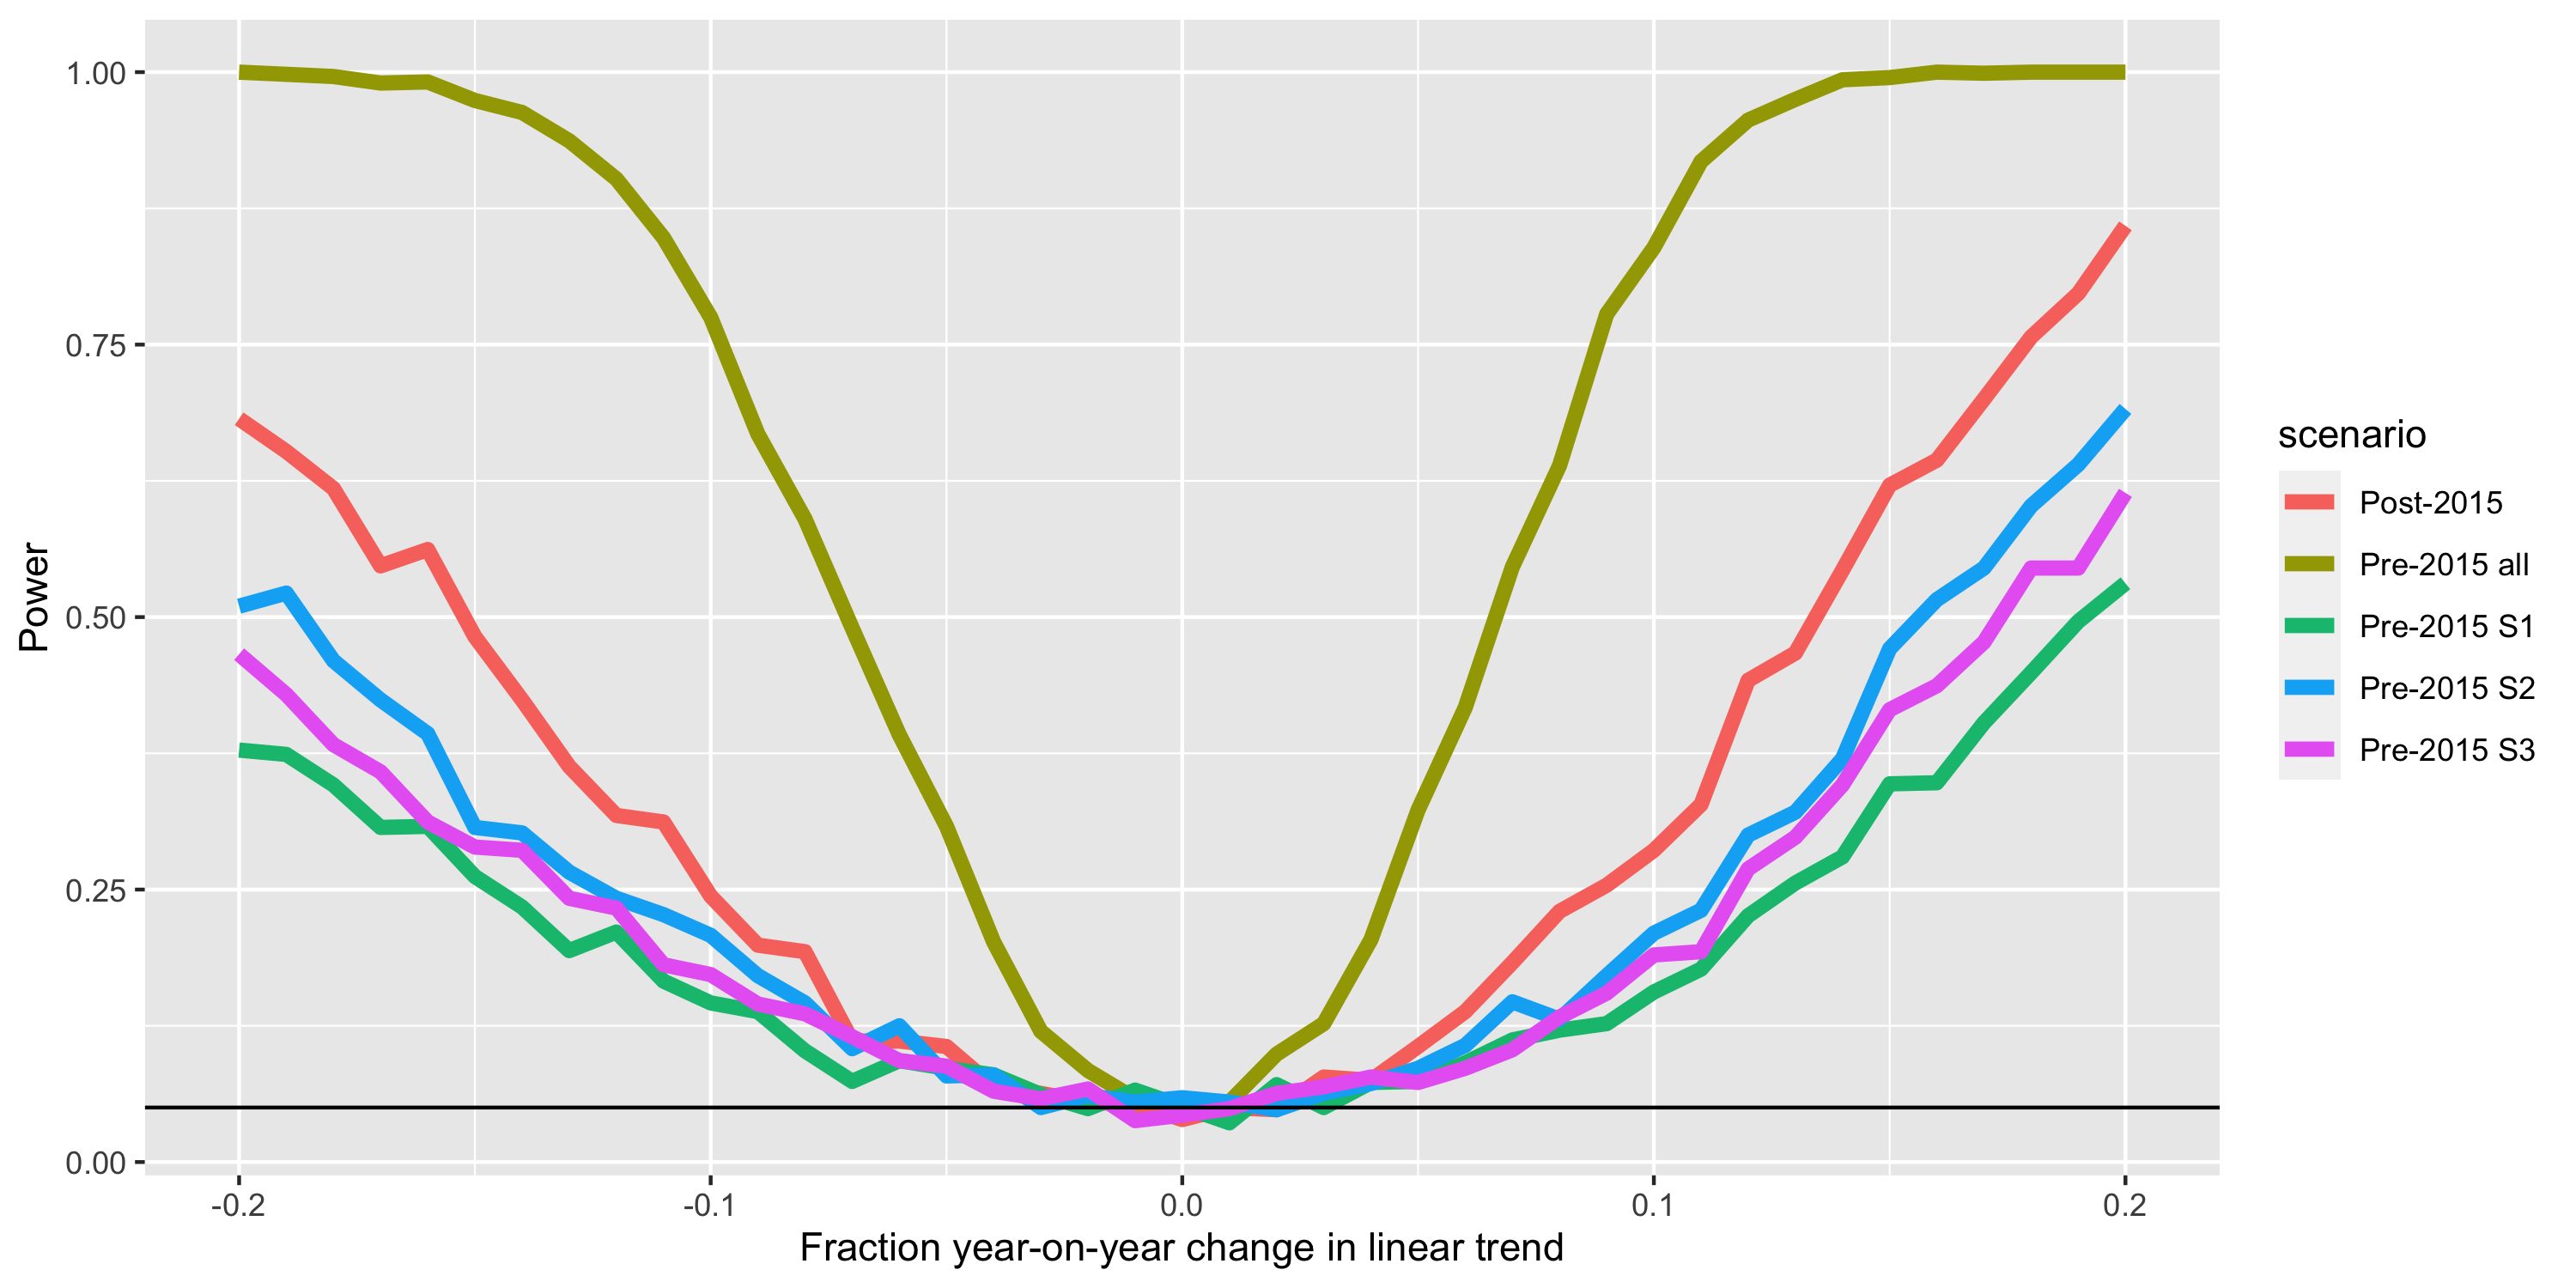 1.00
0.75
0.50
0.25
0.00
Power
-0.2
-0.1
0.0
0.1
0.2
Fraction year-on-year change in linear trend
scenario
Post-2015
Pre-2015 all
Pre-2015 S1
Pre-2015 S2
Pre-2015 S3